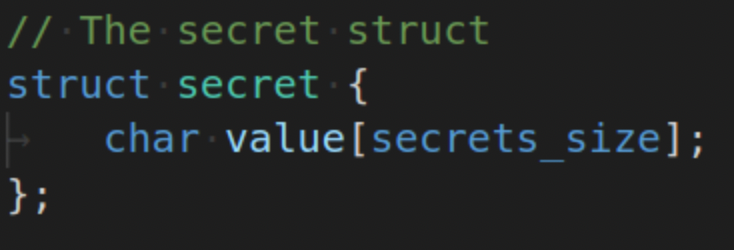 // The secret struct
struct secret {
    char value[secrets_size];
};